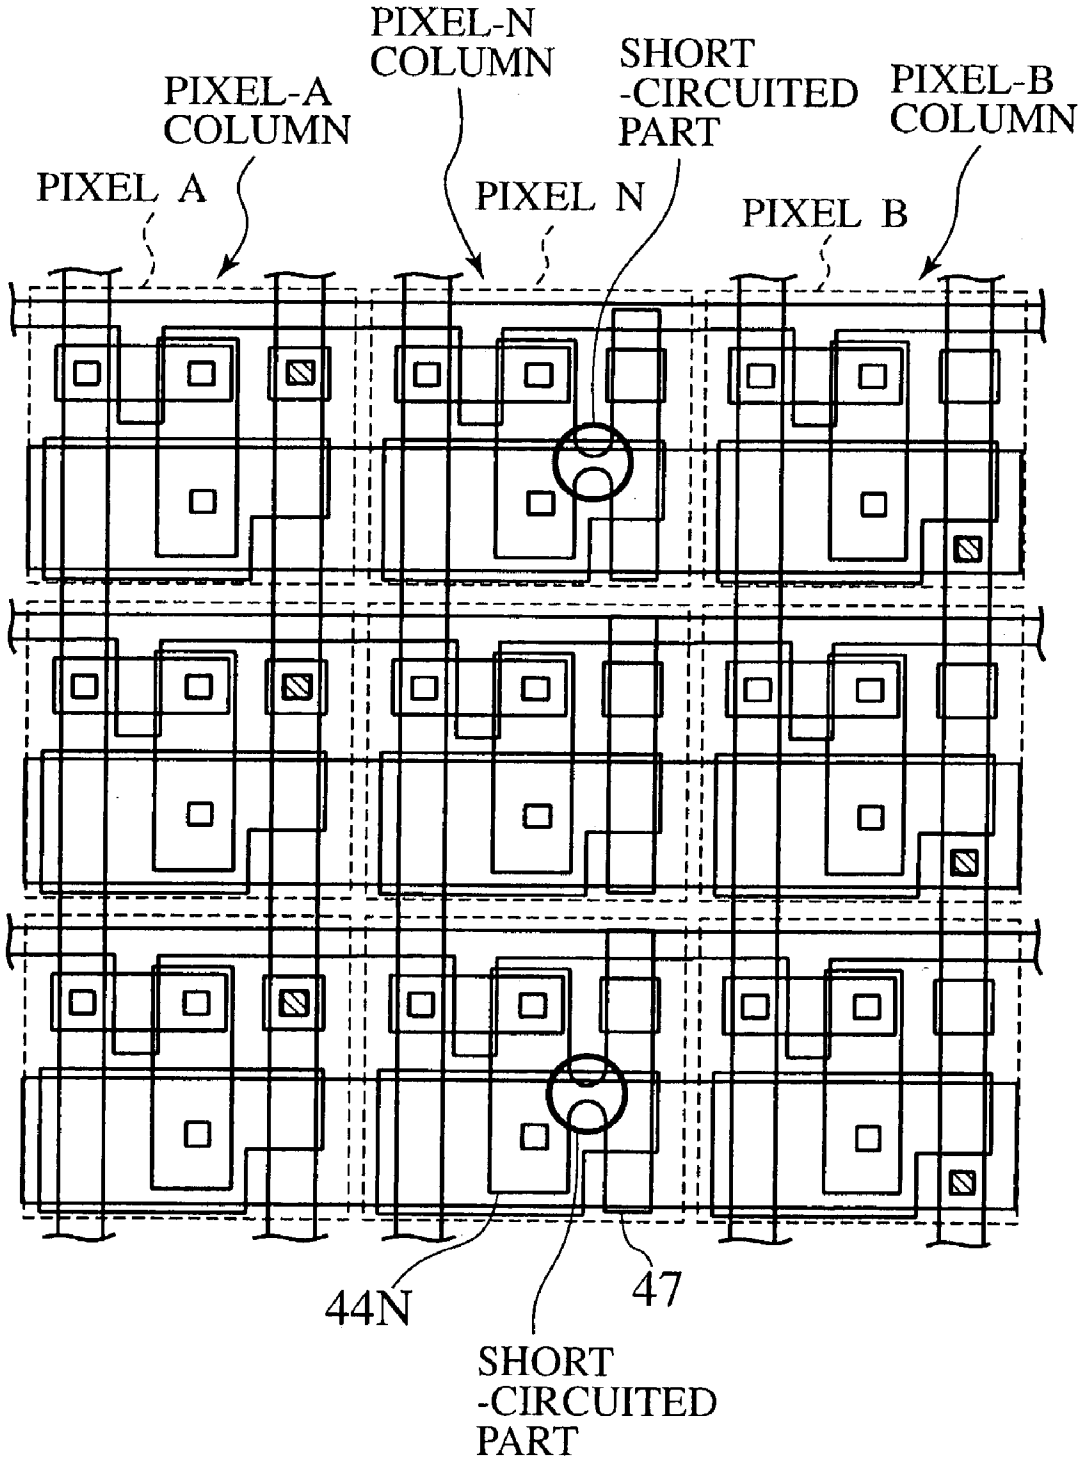 PIXEL-N
COLUMN
SHORT
-CIRCUITED
PART
PIXEL-A
COLUMN
PIXEL-B
COLUMN
PIXEL A
PIXEL N
PIXEL B
44N
47
SHORT
-CIRCUITED
PART